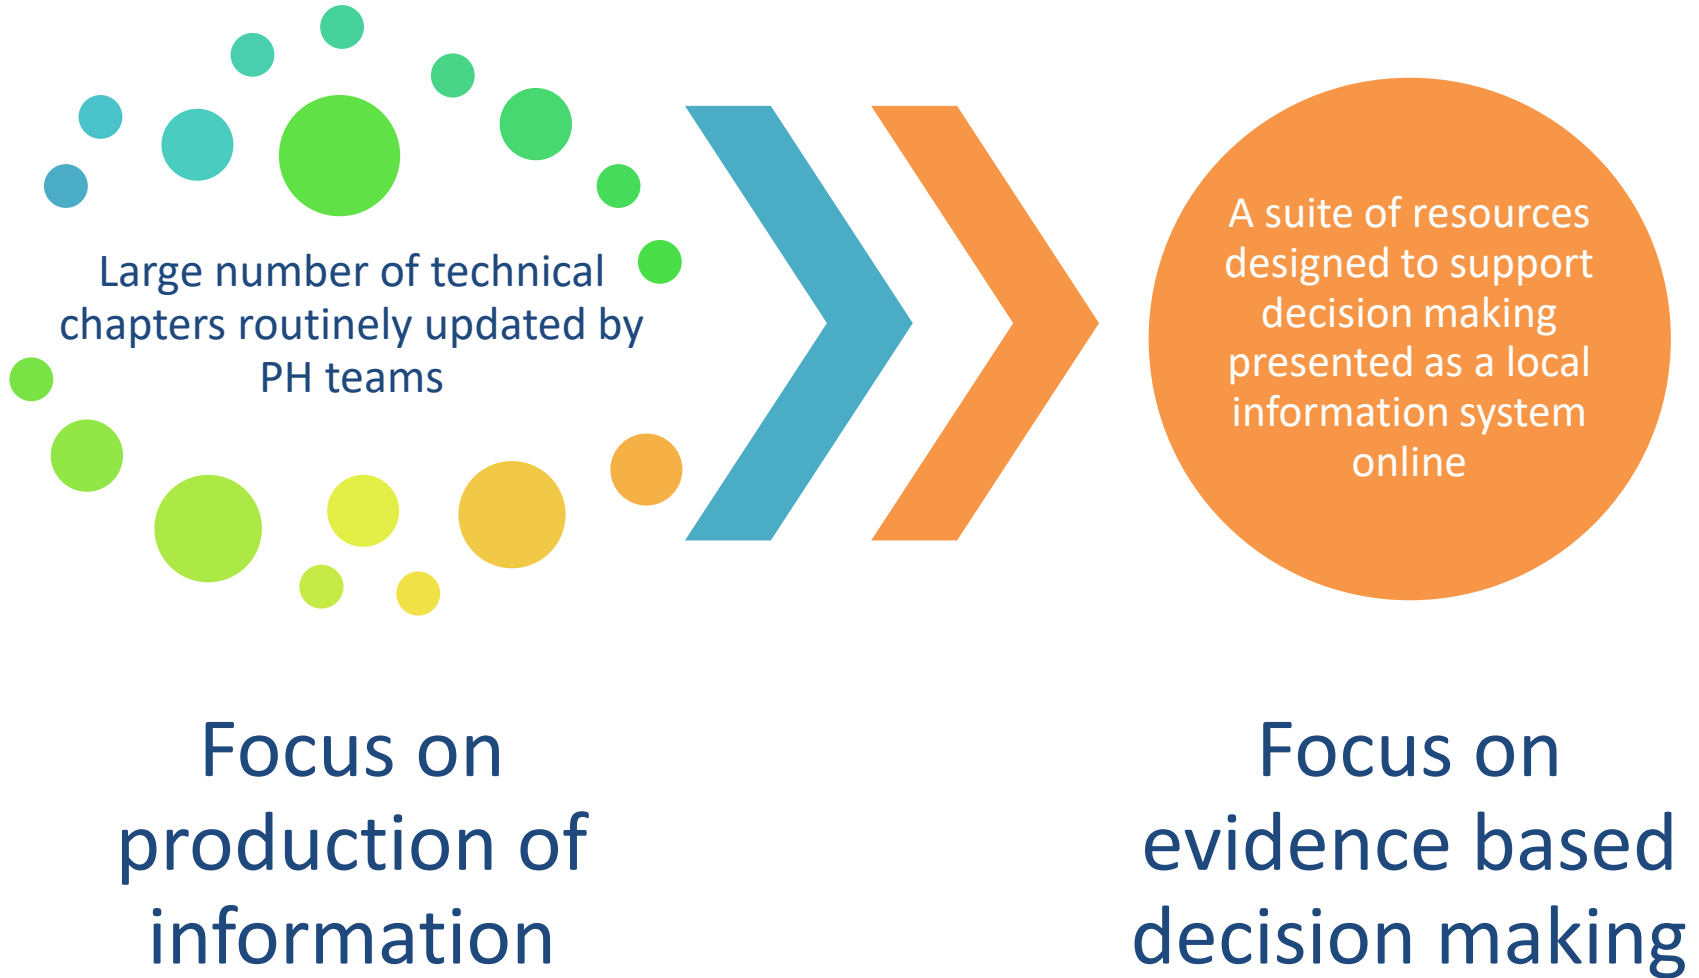 Large number of technical
chapters routinely updated by
PH teams
A suite of resources
designed to support
decision making
presented as a local
information system
online
Focus on
production of
information
Focus on
evidence based
decision making